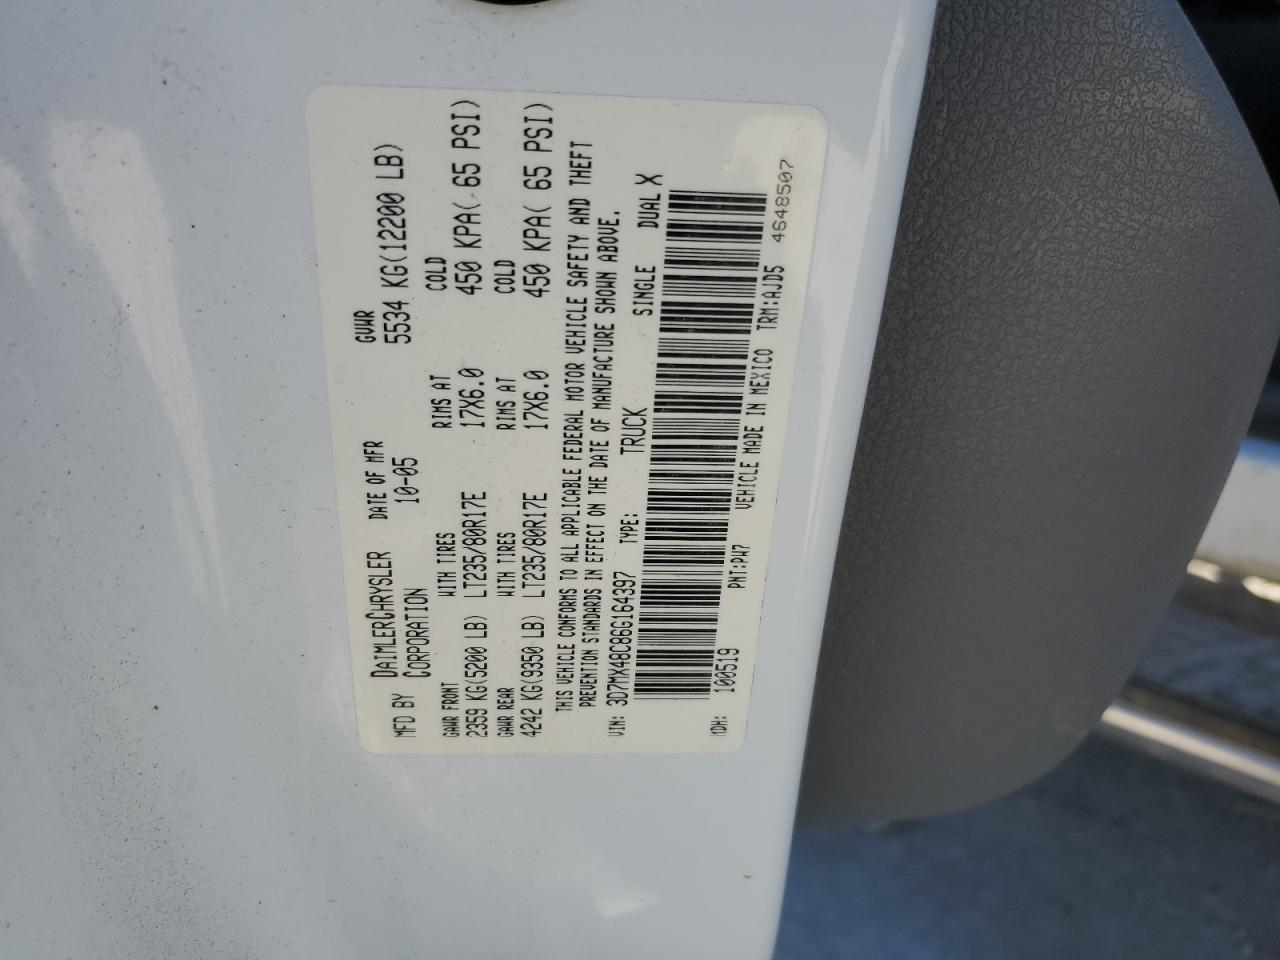 MFD BY DAIMLERCHRYSLER CORPORATION DATE OF MFR 10-05 GVWR 5534 KG(12200 LB)
GAWR FRONT WITH TIRES RIMS AT COLD
2359 KG(5200 LB) LT235/80R17E 17X6.0 450 KPA( 65 PSI)
GAWR REAR WITH TIRES RIMS AT COLD
4242 KG(9350 LB) LT235/80R17E 17X6.0 450 KPA( 65 PSI)
THIS VEHICLE CONFORMS TO ALL APPLICABLE FEDERAL MOTOR VEHICLE SAFETY AND THEFT
PREVENTION STANDARDS IN EFFECT ON THE DATE OF MANUFACTURE SHOWN ABOVE.
VIN: 3D7MX48C86G164397 TYPE: TRUCK SINGLE DUAL X
MDH: 100519 PNT:PW7 VEHICLE MADE IN MEXICO TRM:AJD5 4648507